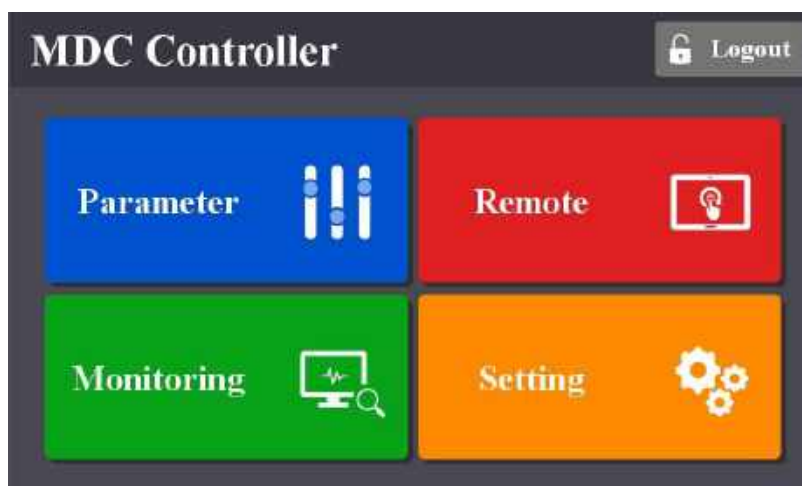 MDC Controller
Logout
Parameter
Remote
Monitoring
Setting